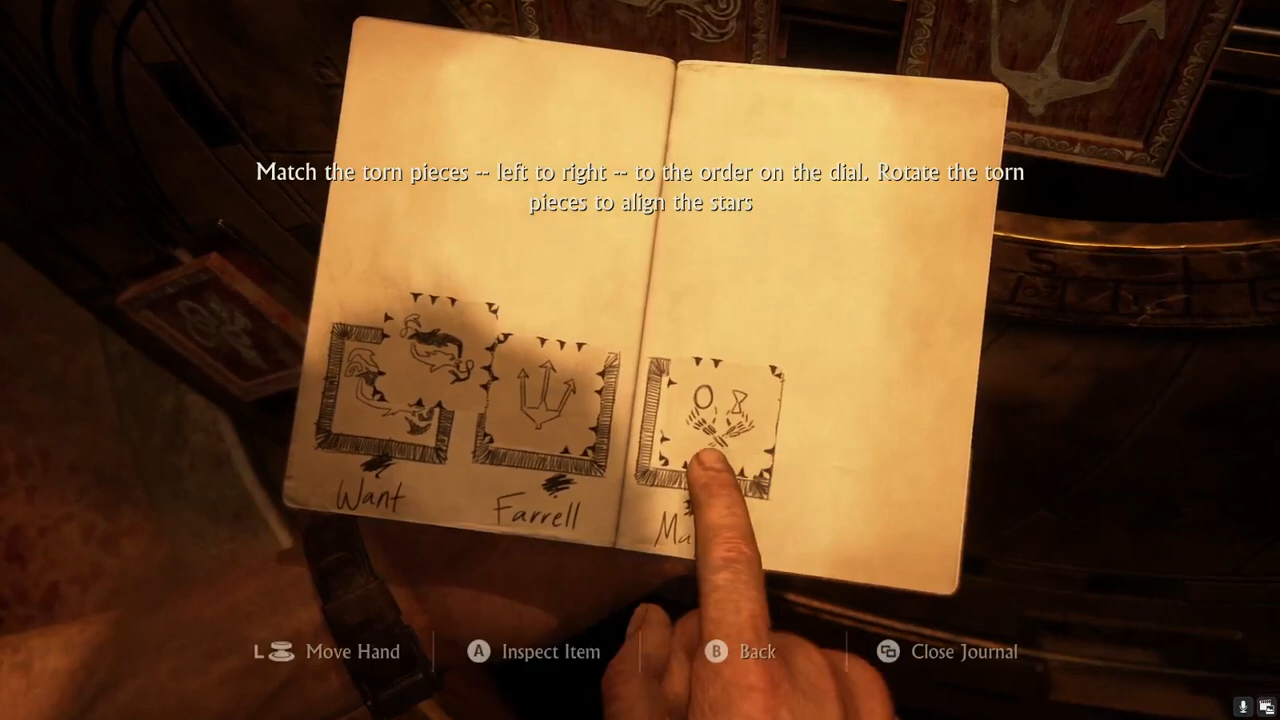 Match the torn pieces -- left to right -- to the order on the dial. Rotate the torn
pieces to align the stars
Want
Farrell
L Move Hand
A Inspect Item
B Back
Close Journal